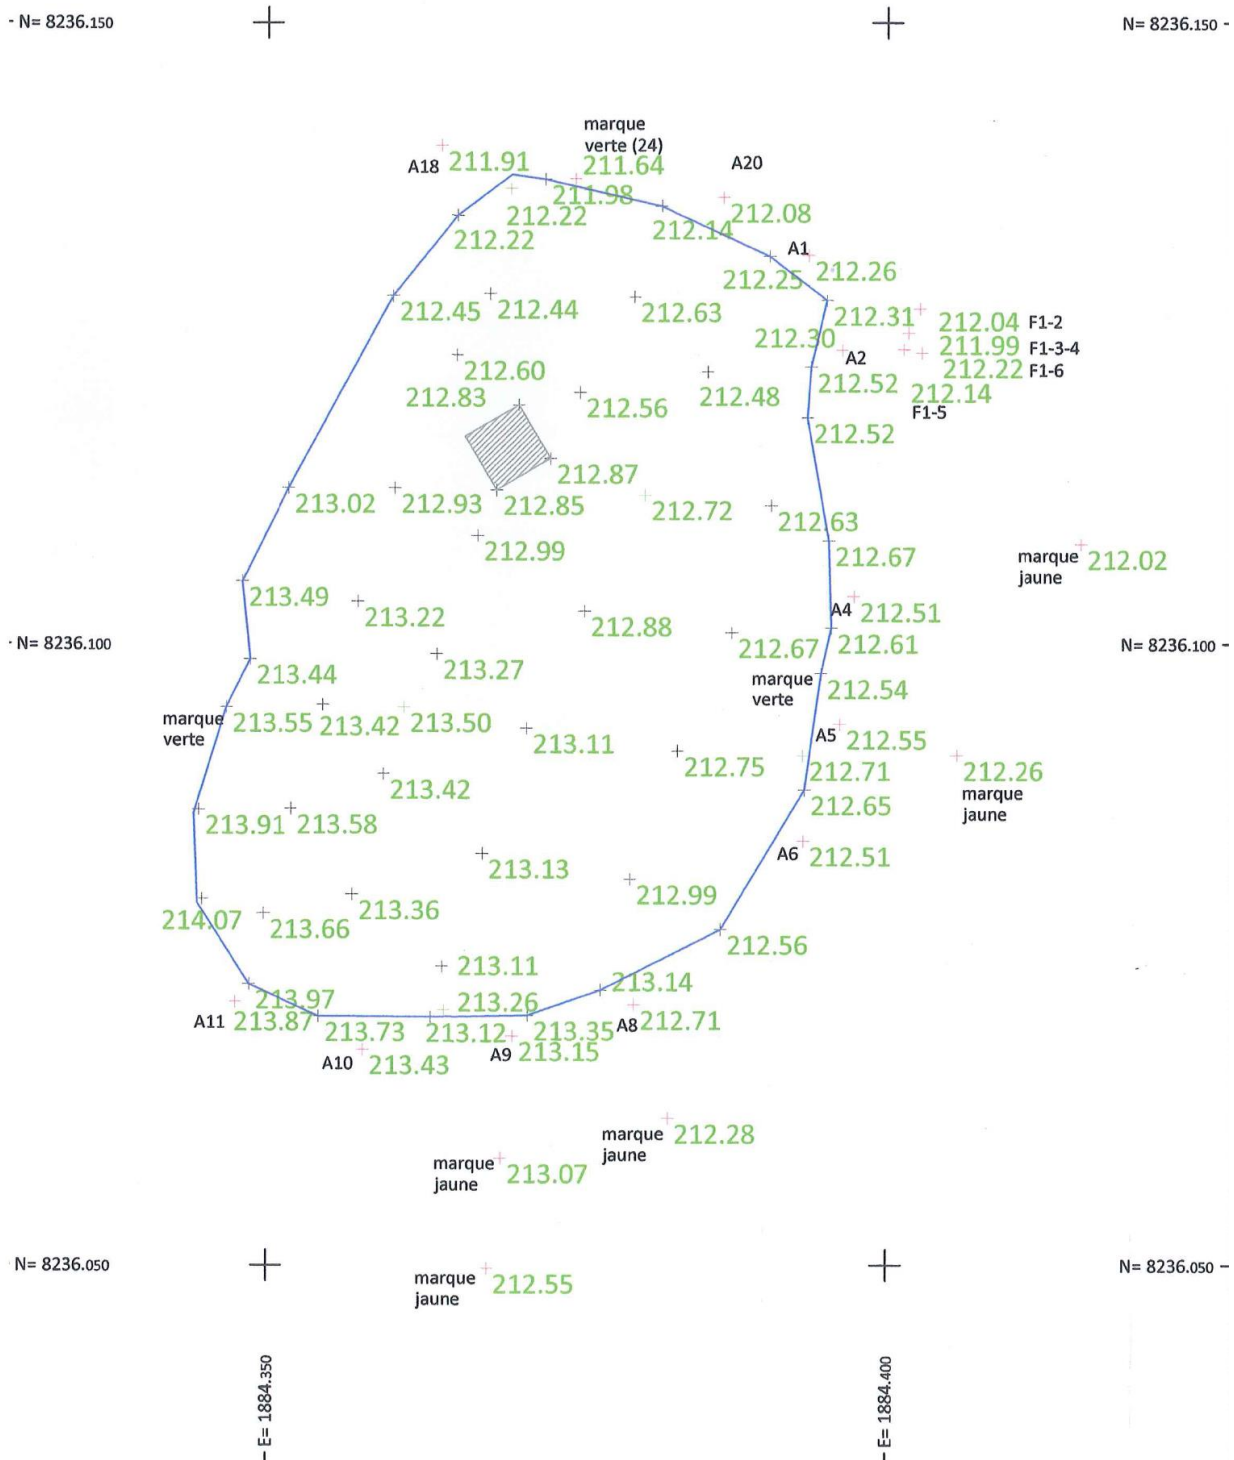 - N= 8236.150
N= 8236.150 -
marque
verte (24)
A18
211.91
211.64
A20
211.98
212.22
212.08
212.22
212.14
A1
212.25
212.26
212.45
212.44
212.63
212.31
212.04 F1-2
212.30
A2
211.99 F1-3-4
212.60
212.52
212.22 F1-6
212.83
212.56
212.48
212.14
F1-5
212.52
212.87
213.02
212.93
212.85
212.72
212.63
212.99
212.67
marque
jaune
212.02
213.49
213.22
212.88
A4
212.51
- N= 8236.100
212.67
212.61
N= 8236.100 -
213.44
213.27
marque
verte
212.54
marque
verte
213.55
213.42
213.50
213.11
A5
212.55
212.75
212.71
212.26
213.42
marque
jaune
212.65
213.91
213.58
A6
212.51
213.13
212.99
213.36
214.07
213.66
212.56
213.11
213.14
213.97
213.26
A11
213.87
213.73
213.12
213.35
A8
212.71
A10
213.43
A9
213.15
marque
jaune
212.28
marque
jaune
213.07
N= 8236.050
N= 8236.050 -
marque
jaune
212.55
- E= 1884.350
- E= 1884.400